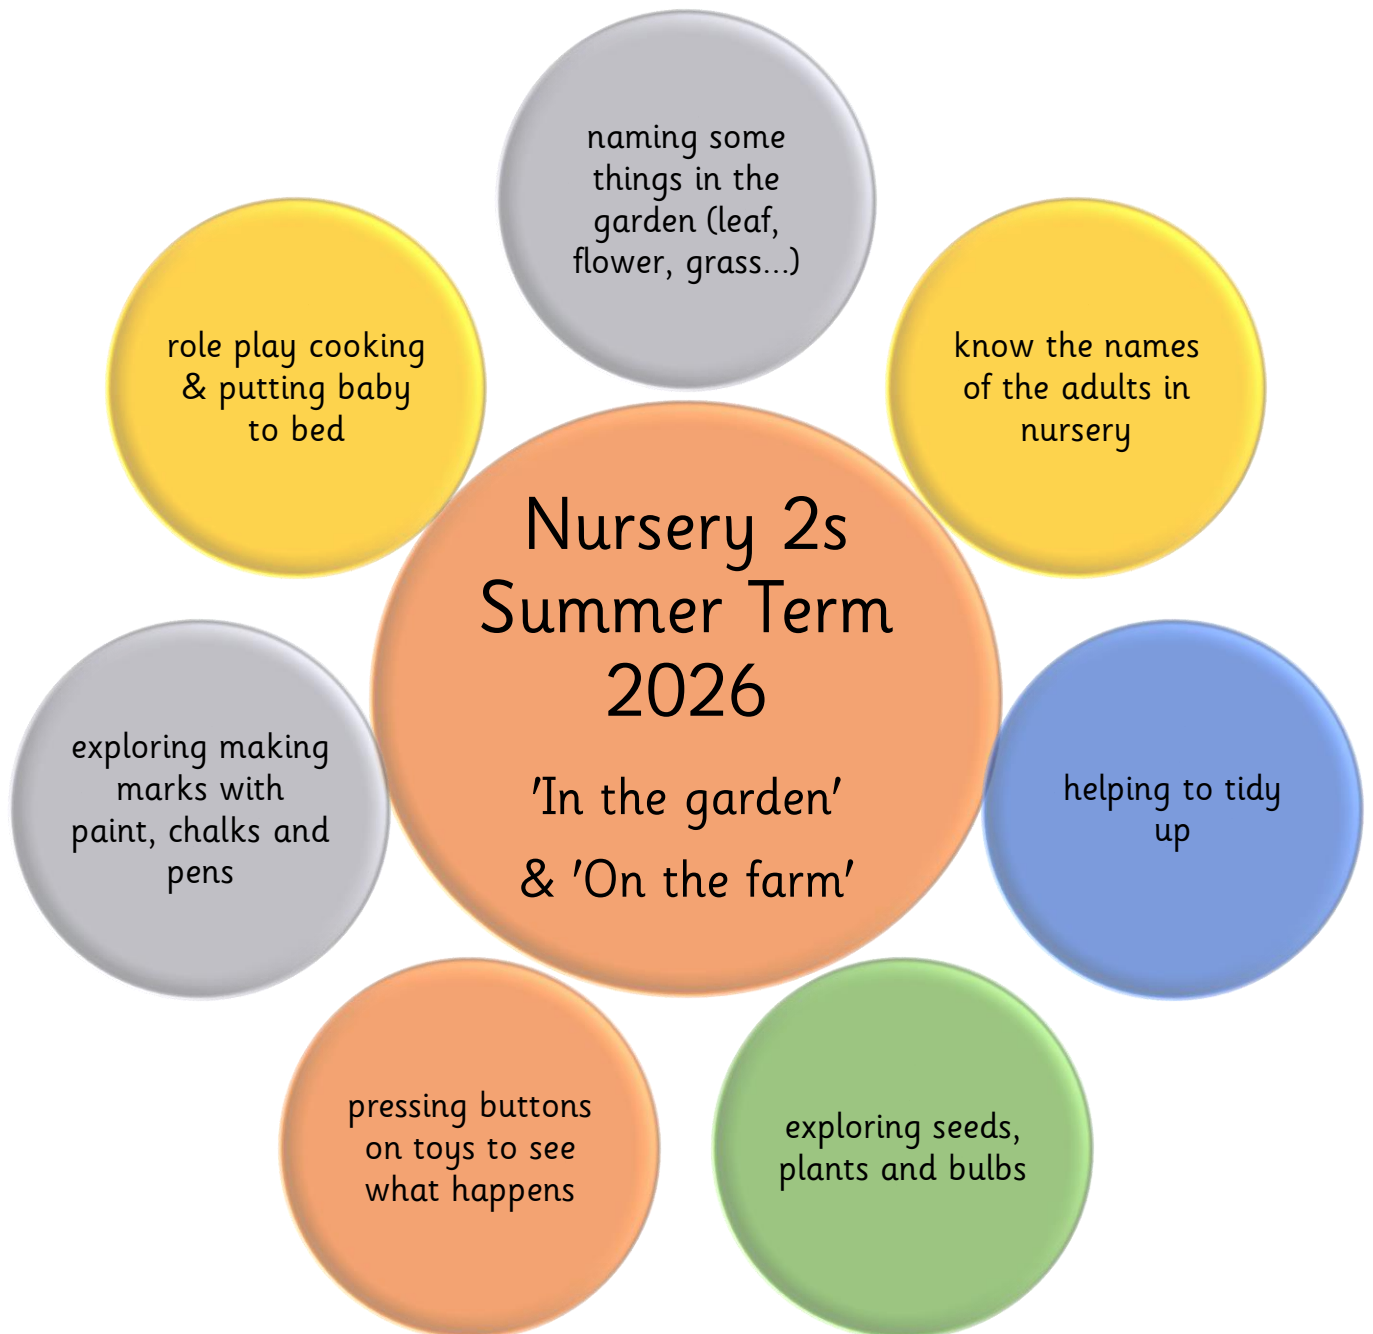 naming some
things in the
garden (leaf,
flower, grass...)
know the names
of the adults in
nursery
helping to tidy
up
exploring seeds,
plants and bulbs
pressing buttons
on toys to see
what happens
exploring making
marks with
paint, chalks and
pens
role play cooking
& putting baby
to bed
Nursery 2s
Summer Term
2026
'In the garden'
& 'On the farm'